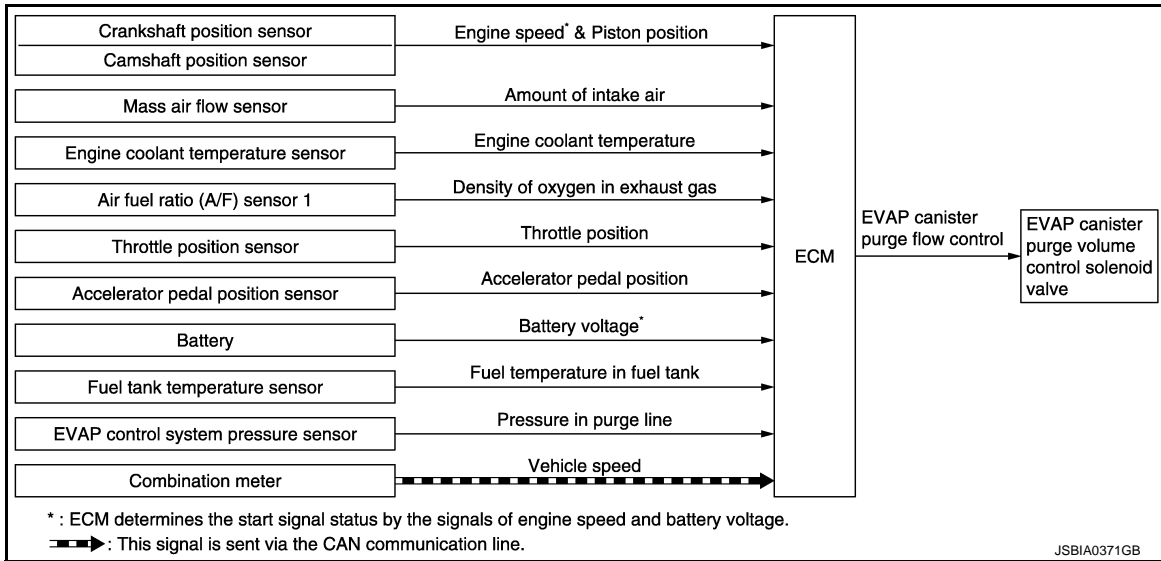 Crankshaft position sensor
Camshaft position sensor
Engine speed* & Piston position
Mass air flow sensor
Amount of intake air
Engine coolant temperature sensor
Engine coolant temperature
Air fuel ratio (A/F) sensor 1
Density of oxygen in exhaust gas
Throttle position sensor
Throttle position
Accelerator pedal position sensor
Accelerator pedal position
Battery
Battery voltage*
Fuel tank temperature sensor
Fuel temperature in fuel tank
EVAP control system pressure sensor
Pressure in purge line
Combination meter
Vehicle speed
ECM
EVAP canister
purge flow control
EVAP canister
purge volume
control solenoid
valve
* : ECM determines the start signal status by the signals of engine speed and battery voltage.
: This signal is sent via the CAN communication line.
JSBIA0371GB